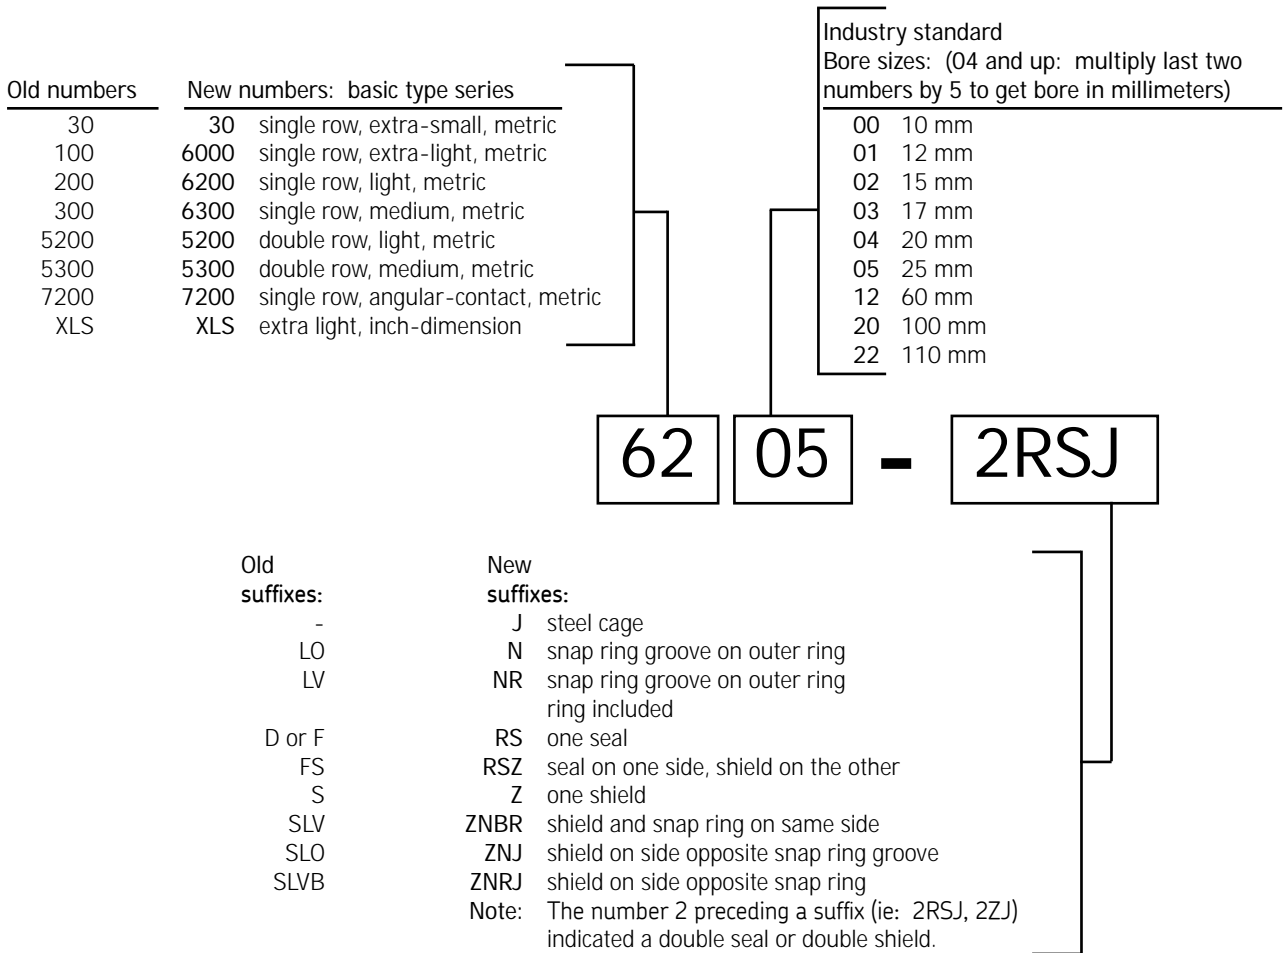 Industry standard
Bore sizes: (04 and up: multiply last two
numbers by 5 to get bore in millimeters)
00 10 mm
01 12 mm
02 15 mm
03 17 mm
04 20 mm
05 25 mm
12 60 mm
20 100 mm
22 110 mm
Old numbers New numbers: basic type series
30 30 single row, extra-small, metric
100 6000 single row, extra-light, metric
200 6200 single row, light, metric
300 6300 single row, medium, metric
5200 5200 double row, light, metric
5300 5300 double row, medium, metric
7200 7200 single row, angular-contact, metric
XLS XLS extra light, inch-dimension
62 05 - 2RSJ
Old New
suffixes: suffixes:
- J steel cage
LO N snap ring groove on outer ring
LV NR snap ring groove on outer ring
ring included
D or F RS one seal
FS RSZ seal on one side, shield on the other
S Z one shield
SLV ZNBR shield and snap ring on same side
SLO ZNJ shield on side opposite snap ring groove
SLVB ZNRJ shield on side opposite snap ring
Note: The number 2 preceding a suffix (ie: 2RSJ, 2ZJ)
indicated a double seal or double shield.